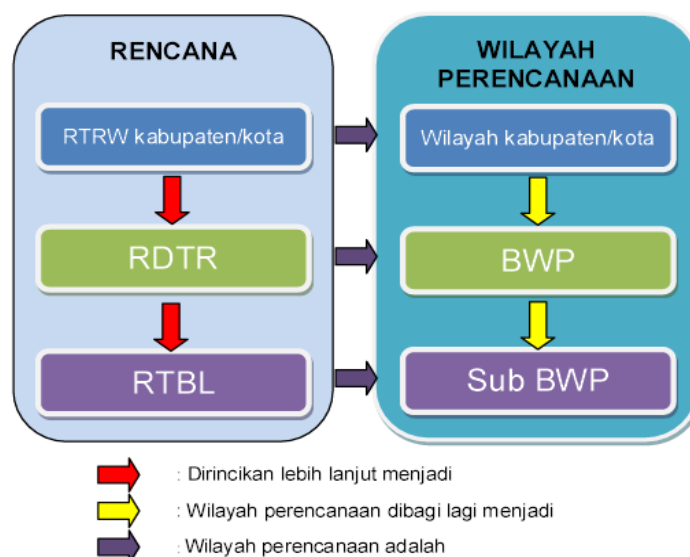 RENCANA
RTRW kabupaten/kota
RDTR
RTBL
WILAYAH
PERENCANAAN
Wilayah kabupaten/kota
BWP
Sub BWP
: Dirincikan lebih lanjut menjadi
: Wilayah perencanaan dibagi lagi menjadi
: Wilayah perencanaan adalah